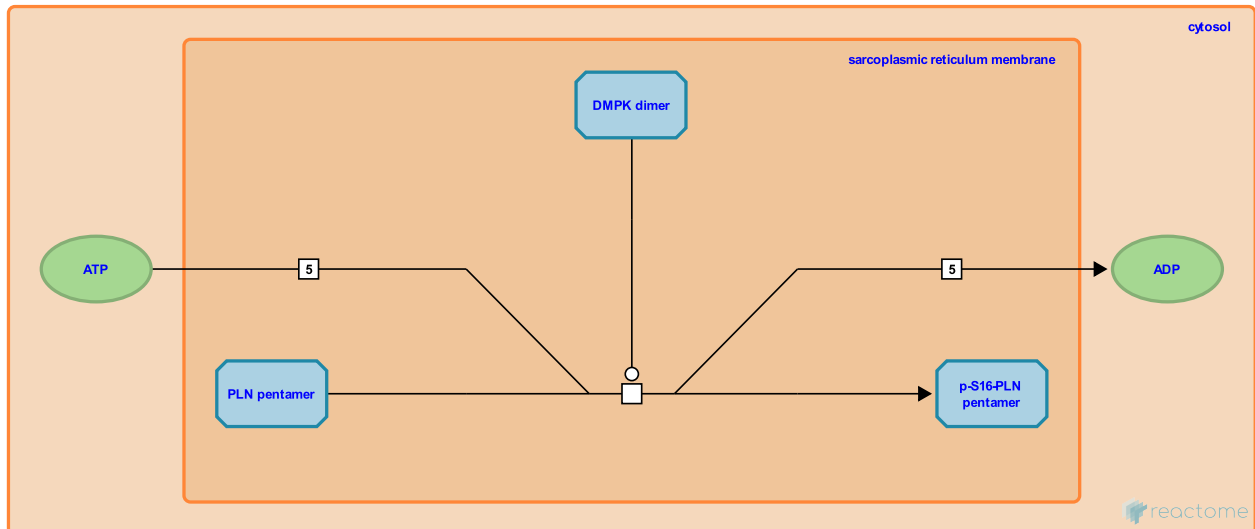 cytosol
sarcoplasmic reticulum membrane
DMPK dimer
ATP
5
5
ADP
PLN pentamer
p-S16-PLN
pentamer
reactome